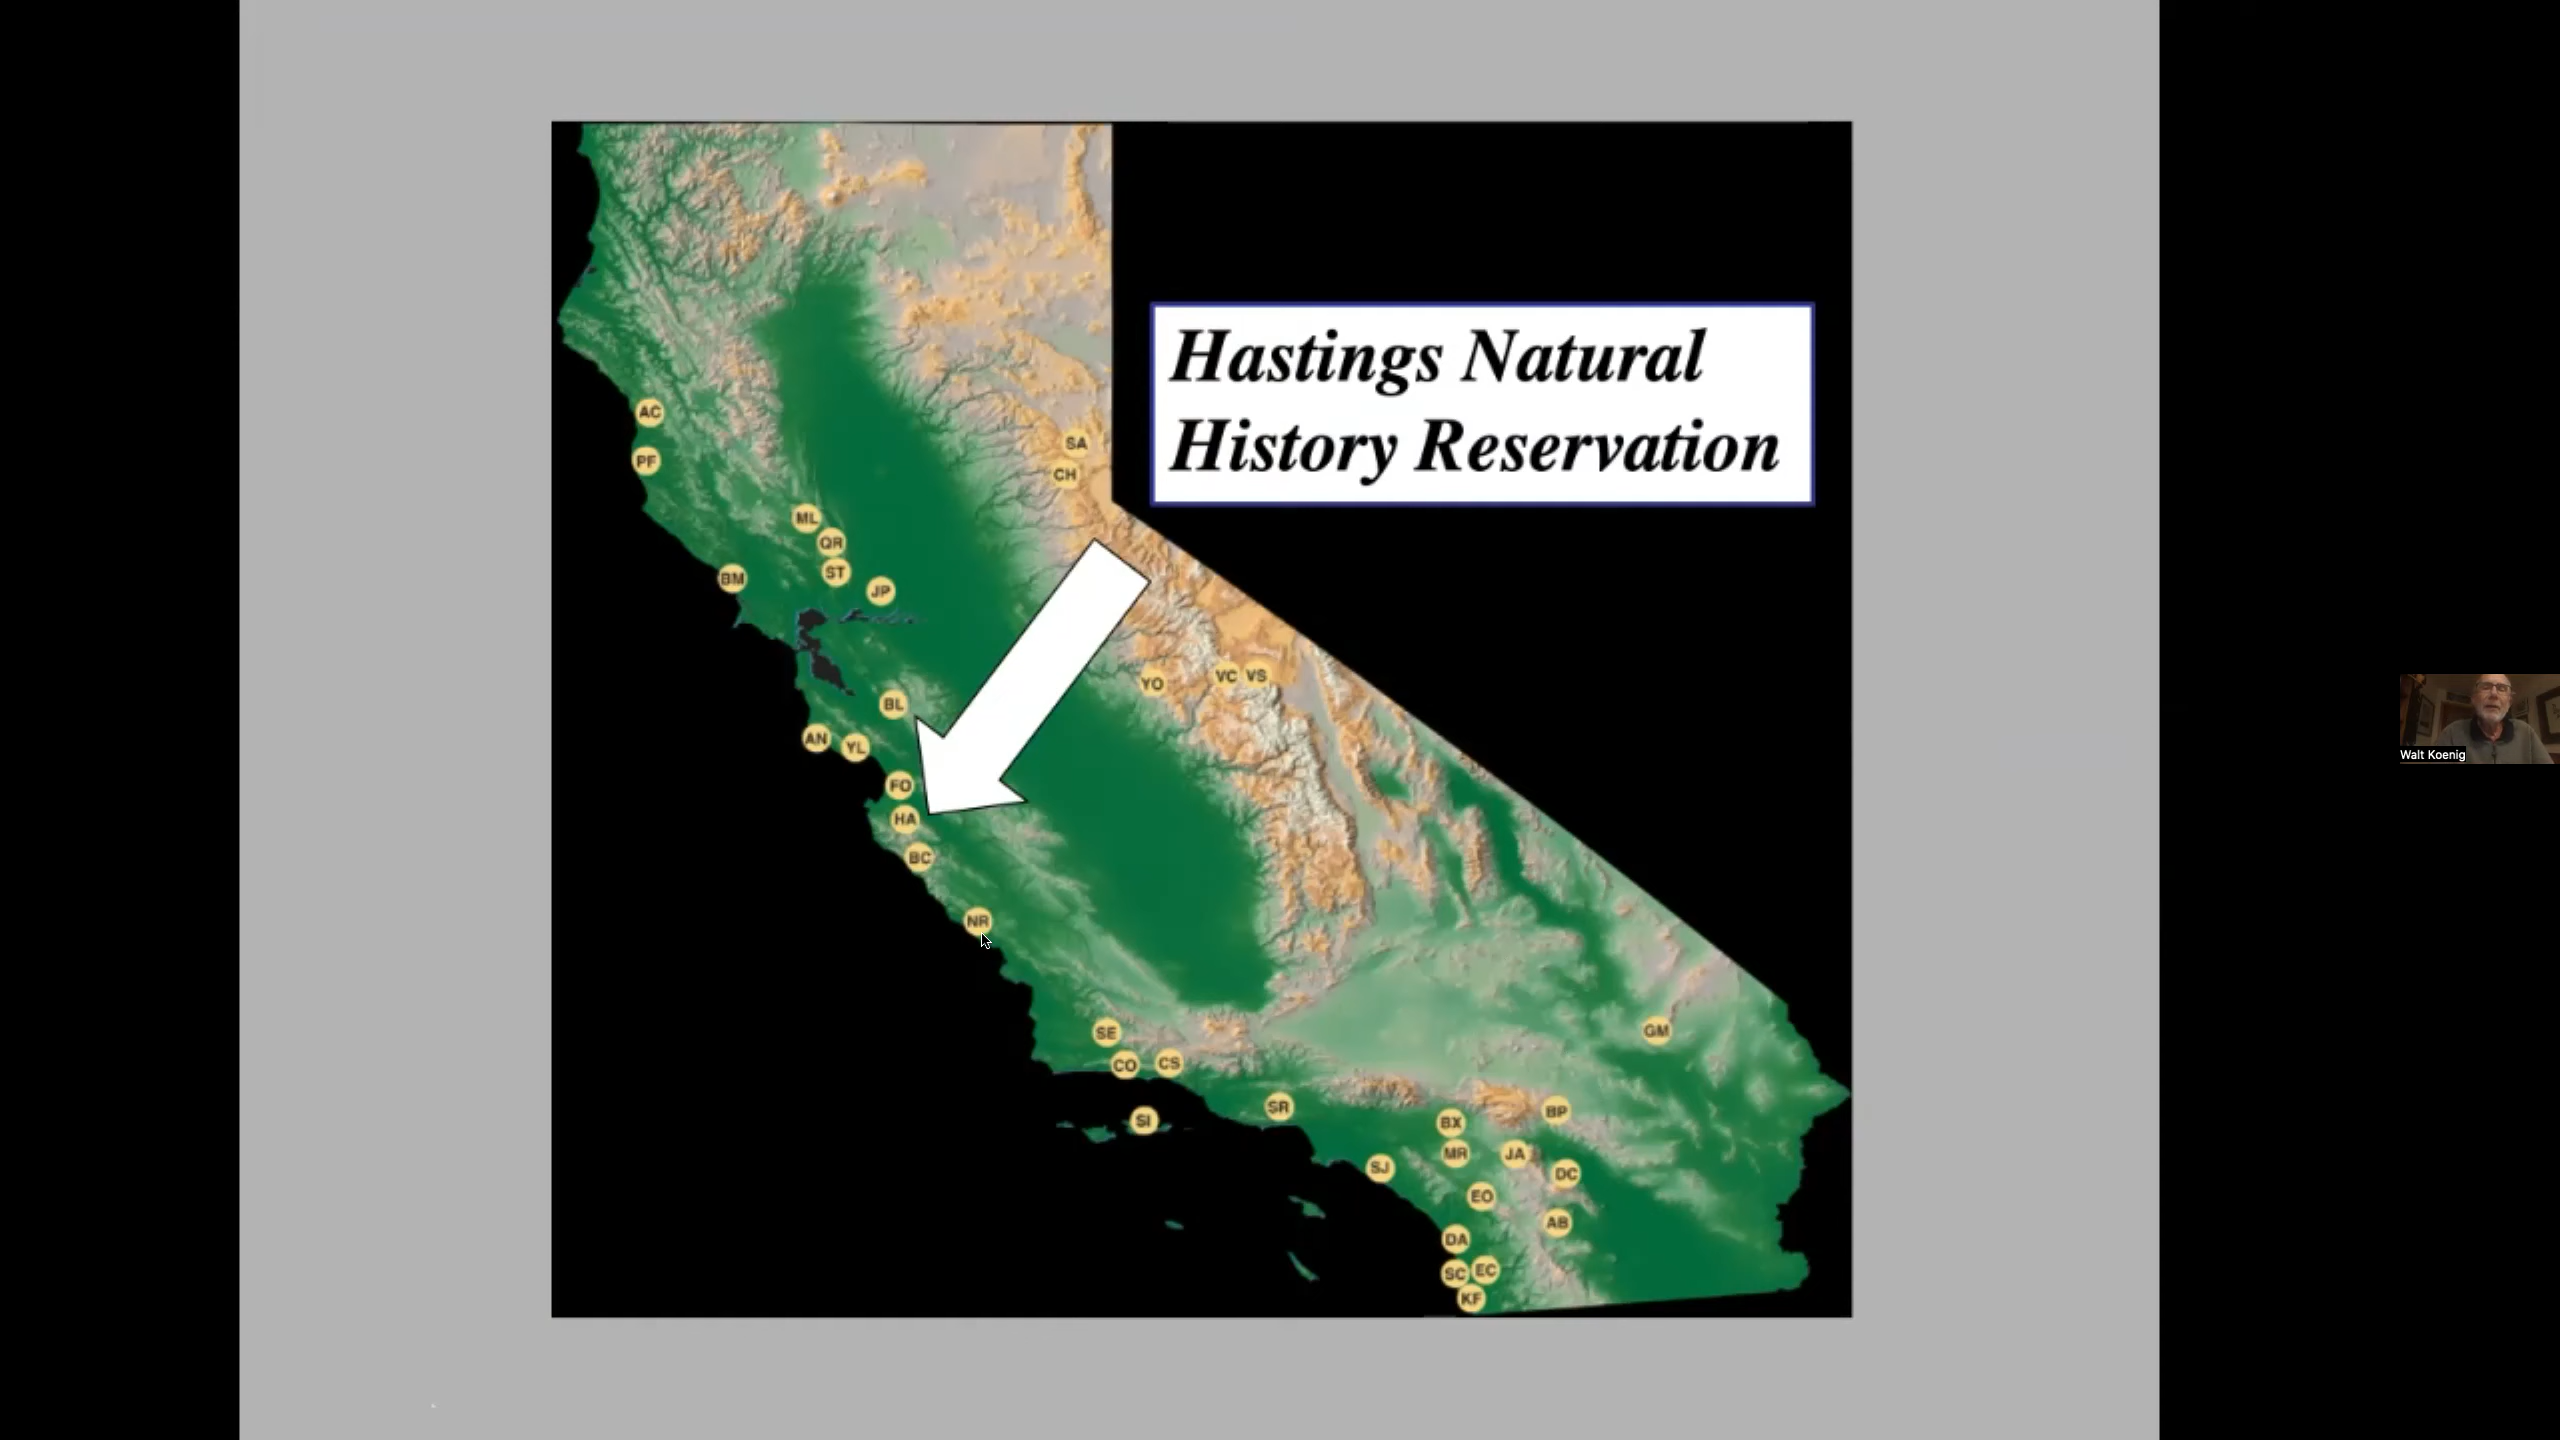 Hastings Natural
History Reservation
AC
PF
SA
CH
ML
QR
ST
JP
BM
YO
VC
VS
BL
AN
YL
FO
HA
BC
NR
SE
CO
CS
GM
SI
SR
BX
BP
MR
JA
SJ
DC
EO
AB
DA
SC
EC
KF
Walt Koenig